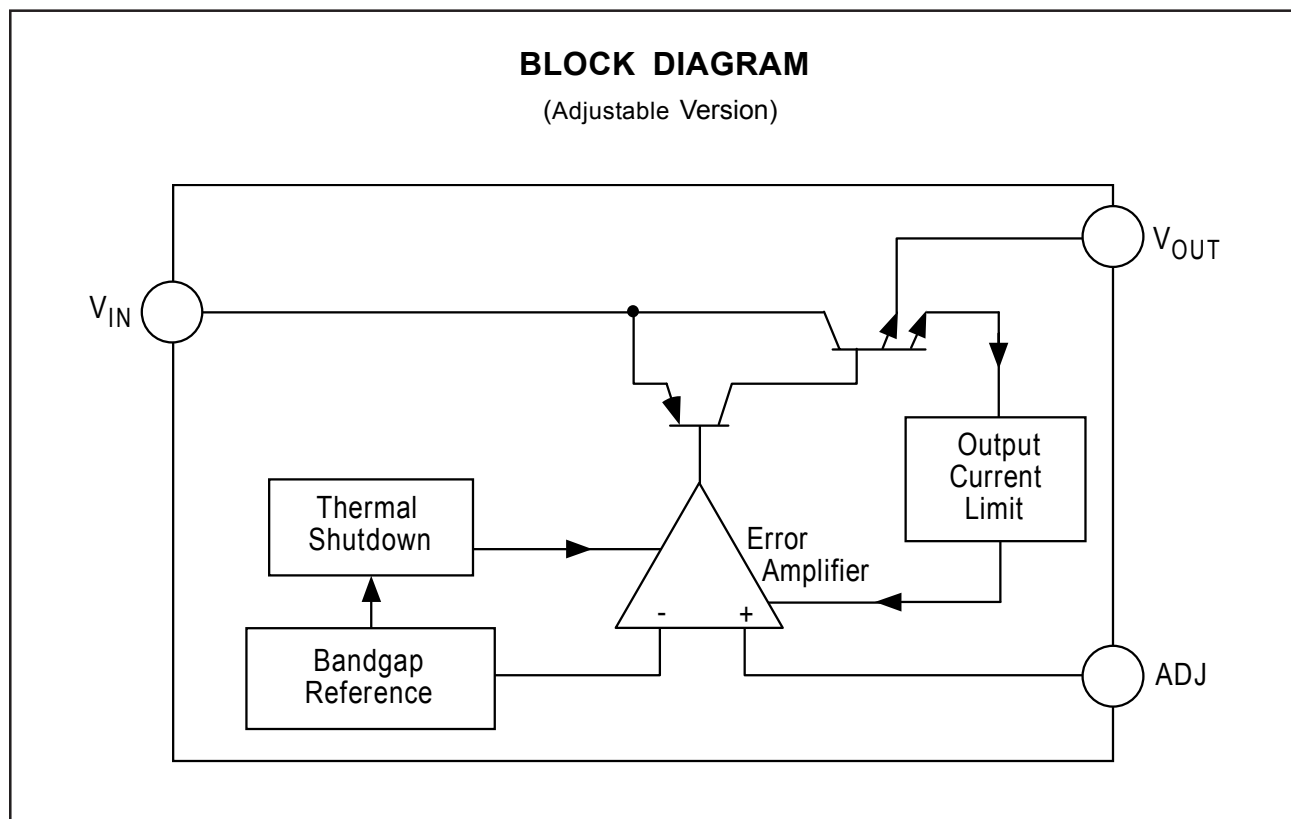 BLOCK DIAGRAM
(Adjustable Version)
VOUT
VIN
Output
Current
Limit
Thermal
Shutdown
Error
Amplifier
- +
Bandgap
Reference
ADJ